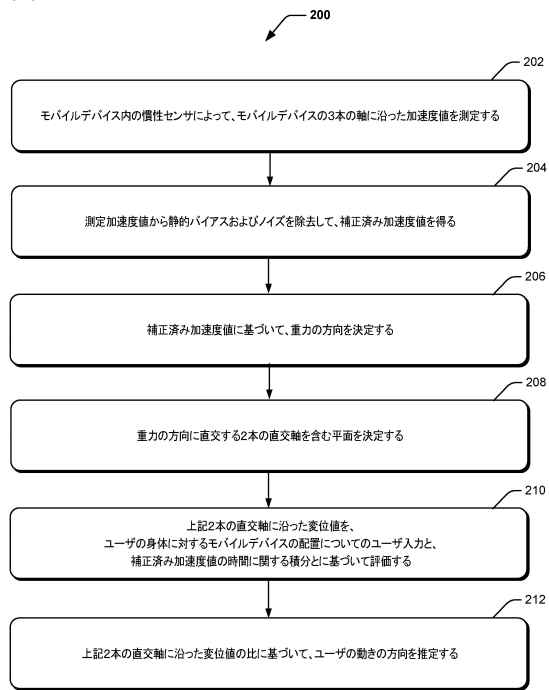 200
202
モバイルデバイス内の慣性センサによって、モバイルデバイスの3本の軸に沿った加速度値を測定する
204
測定加速度値から静的バイアスおよびノイズを除去して、補正済み加速度値を得る
206
補正済み加速度値に基づいて、重力の方向を決定する
208
重力の方向に直交する2本の直交軸を含む平面を決定する
210
上記2本の直交軸に沿った変位値を、
ユーザの身体に対するモバイルデバイスの配置についてのユーザ入力と、
補正済み加速度値の時間に関する積分とに基づいて評価する
212
上記2本の直交軸に沿った変位値の比に基づいて、ユーザの動きの方向を推定する